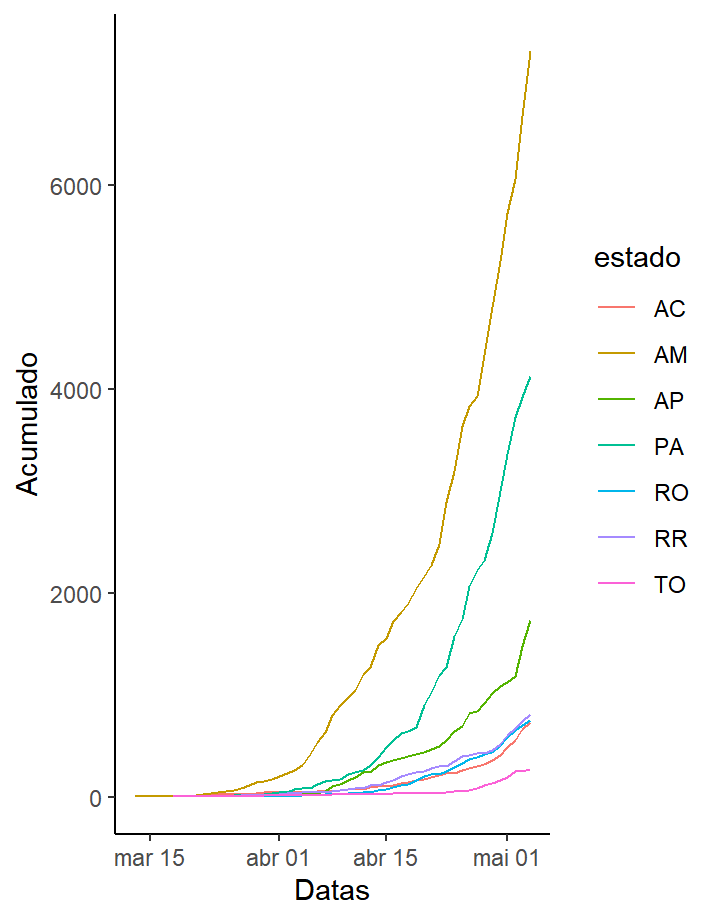 Acumulado
6000
4000
2000
0
mar 15
abr 01
abr 15
mai 01
Datas
estado
AC
AM
AP
PA
RO
RR
TO